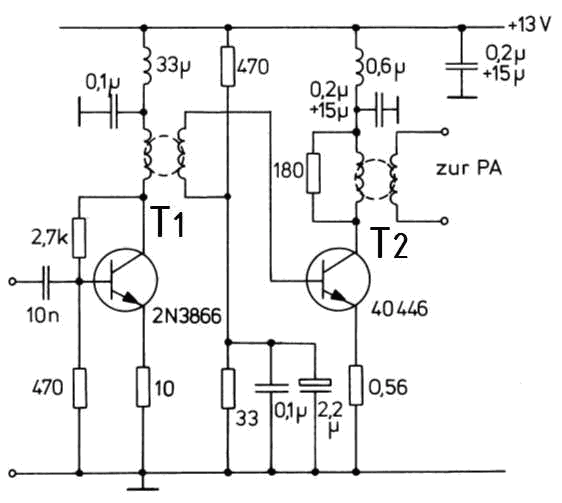 +13V
33µ
470
0,6µ
0,2µ
+15µ
0,1µ
0,2µ
+15µ
180
zur PA
T1
T2
2,7k
10n
2N3866
40446
470
10
33
0,1µ
2,2
µ
0,56